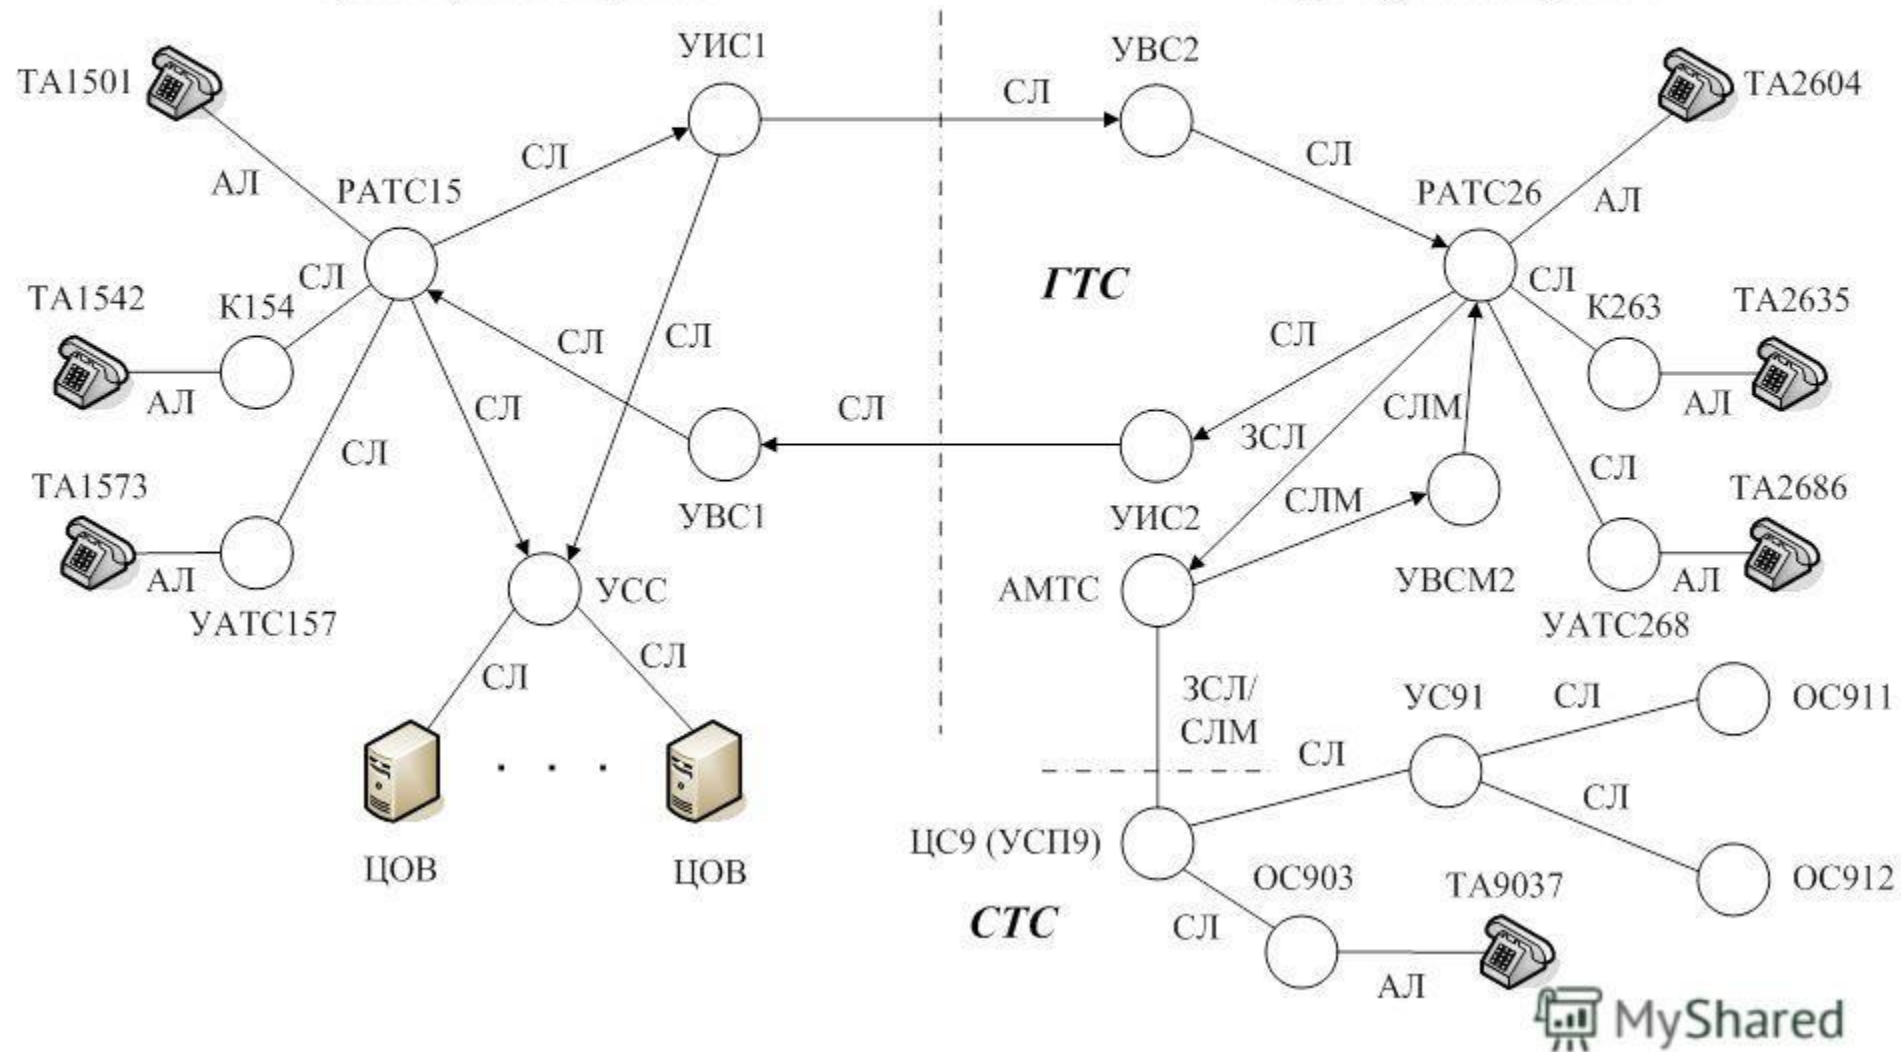 УИС1
УВС2
ТА1501
СЛ
ТА2604
СЛ
СЛ
АЛ
РАТС15
РАТС26
АЛ
ТА1542
К154
СЛ
ГТС
СЛ
К263
ТА2635
СЛ
СЛ
СЛ
АЛ
СЛ
СЛ
СЛМ
АЛ
ЗСЛ
СЛ
СЛ
ТА1573
УВС1
УИС2
СЛМ
ТА2686
АЛ
УСС
АМТС
УВСМ2
АЛ
УАТС157
УАТС268
СЛ
СЛ
ЗСЛ/
СЛМ
УС91
СЛ
ОС911
СЛ
СЛ
ЦОВ
. . .
ЦОВ
ЦС9 (УСП9)
ОС903
ТА9037
ОС912
СТС
СЛ
АЛ
MyShared